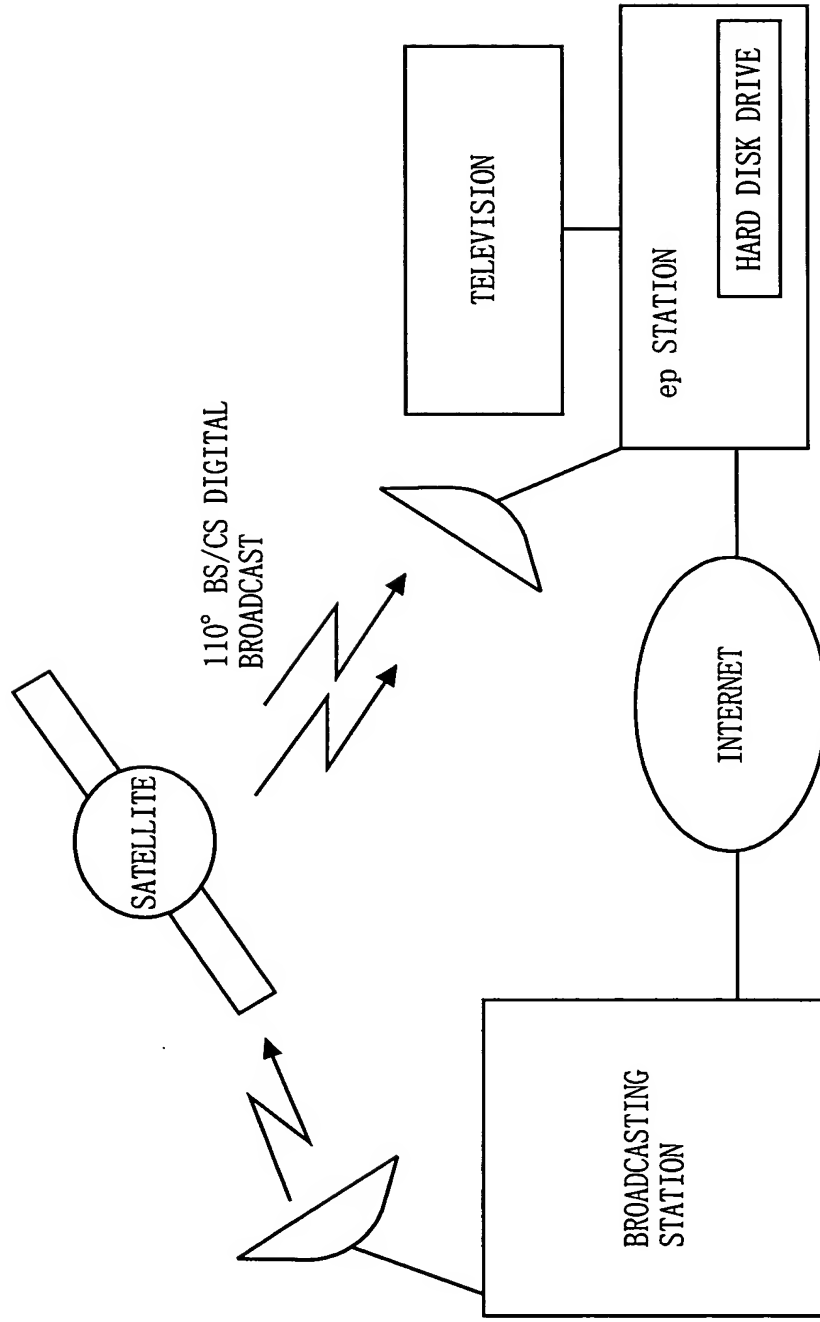 SATELLITE
110° BS/CS DIGITAL
BROADCAST
BROADCASTING
STATION
INTERNET
TELEVISION
ep STATION
HARD DISK DRIVE